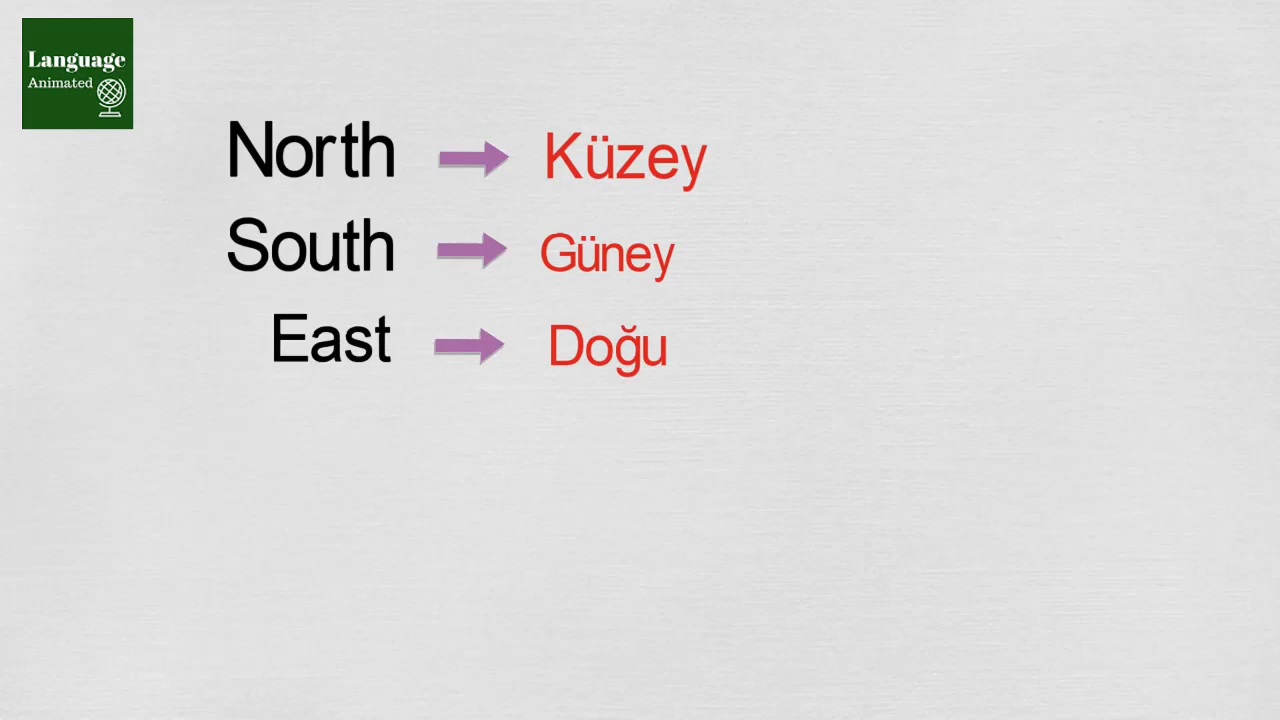 Language
Animated
North → Küzey
South → Güney
East → Doğu